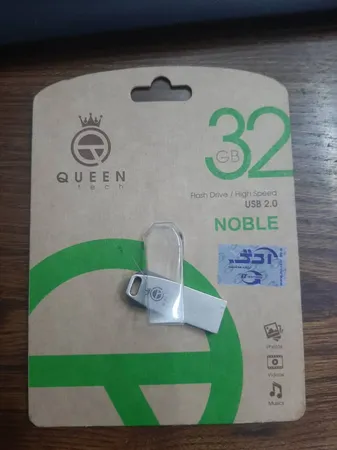 32
GB
QUEEN
tech
Flash Drive / High Speed
USB 2.0
NOBLE
Photos
Videos
Music